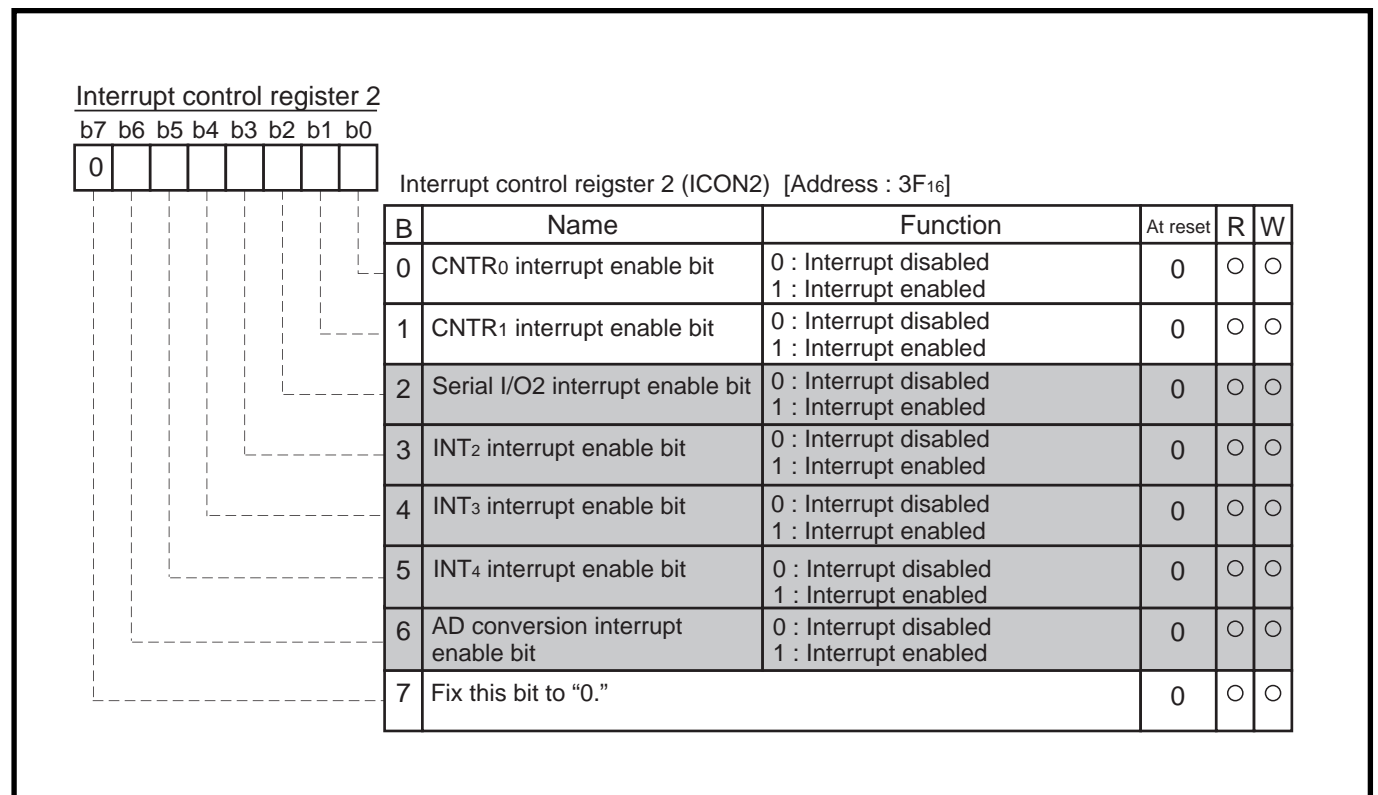 Interrupt control register 2
b7 b6 b5 b4 b3 b2 b1 b0
0
Interrupt control reigster 2 (ICON2) [Address : 3F16]
B Name Function At reset R W
0 CNTR0 interrupt enable bit 0 : Interrupt disabled 0 ○ ○
1 : Interrupt enabled
1 CNTR1 interrupt enable bit 0 : Interrupt disabled 0 ○ ○
1 : Interrupt enabled
2 Serial I/O2 interrupt enable bit 0 : Interrupt disabled 0 ○ ○
1 : Interrupt enabled
3 INT2 interrupt enable bit 0 : Interrupt disabled 0 ○ ○
1 : Interrupt enabled
4 INT3 interrupt enable bit 0 : Interrupt disabled 0 ○ ○
1 : Interrupt enabled
5 INT4 interrupt enable bit 0 : Interrupt disabled 0 ○ ○
1 : Interrupt enabled
6 AD conversion interrupt 0 : Interrupt disabled 0 ○ ○
enable bit 1 : Interrupt enabled
7 Fix this bit to “0.” 0 ○ ○